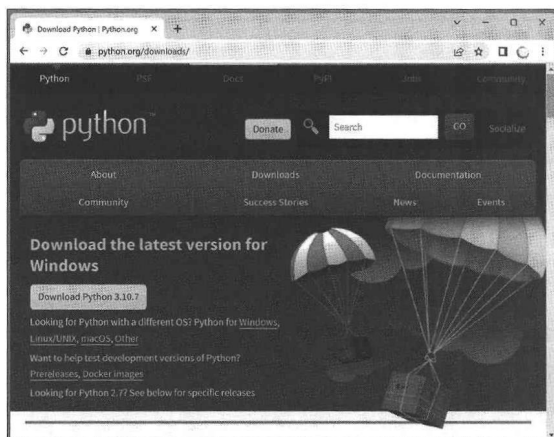 Download Python | Python.org
python.org/downloads/
Python PSF Docs PyPI Jobs Community
python™
Donate Search GO Socialize
About Downloads Documentation
Community Success Stories News Events
Download the latest version for
Windows
Download Python 3.10.7
Looking for Python with a different OS? Python for Windows,
Linux/UNIX, macOS, Other
Want to help test development versions of Python?
Prereleases, Docker images
Looking for Python 2.7? See below for specific releases